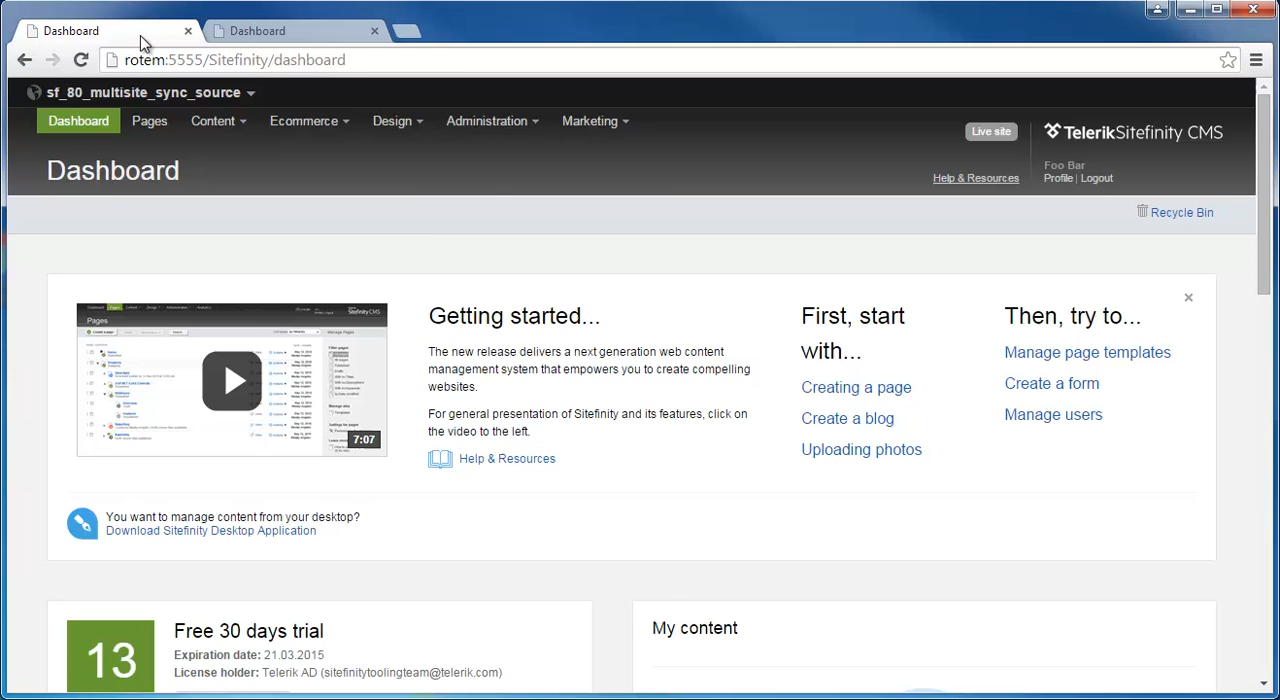 Dashboard
Dashboard
rotem:5555/Sitefinity/dashboard
sf_80_multisite_sync_source
Dashboard Pages Content Ecommerce Design Administration Marketing
Live site
TelerikSitefinity CMS
Dashboard
Foo Bar
Help & Resources
Profile | Logout
Recycle Bin
Pages
7:07
Getting started...
The new release delivers a next generation web content
management system that empowers you to create compelling
websites.
For general presentation of Sitefinity and its features, click on
the video to the left.
Help & Resources
First, start
with...
Creating a page
Create a blog
Uploading photos
Then, try to...
Manage page templates
Create a form
Manage users
You want to manage content from your desktop?
Download Sitefinity Desktop Application
13
Free 30 days trial
Expiration date: 21.03.2015
License holder: Telerik AD (sitefinitytoolingteam@telerik.com)
My content